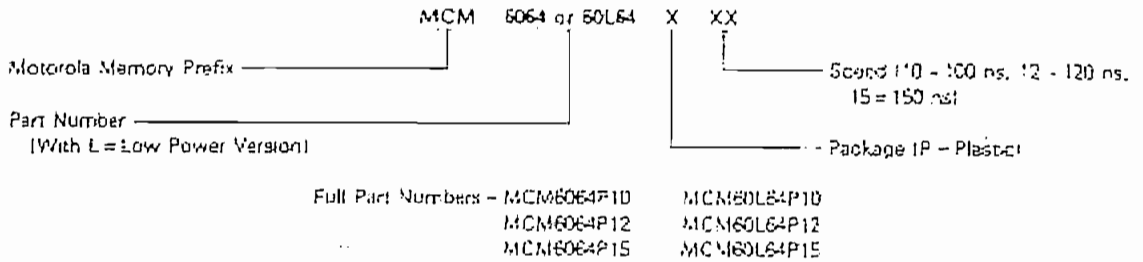 MCM 6064 or 60L64 X XX
Motorola Memory Prefix
Speed (10 = 100 ns, 12 = 120 ns,
15 = 150 ns)
Part Number
(With L = Low Power Version)
Package (P = Plastic)
Full Part Numbers – MCM6064P10 MCM60L64P10
MCM6064P12 MCM60L64P12
MCM6064P15 MCM60L64P15